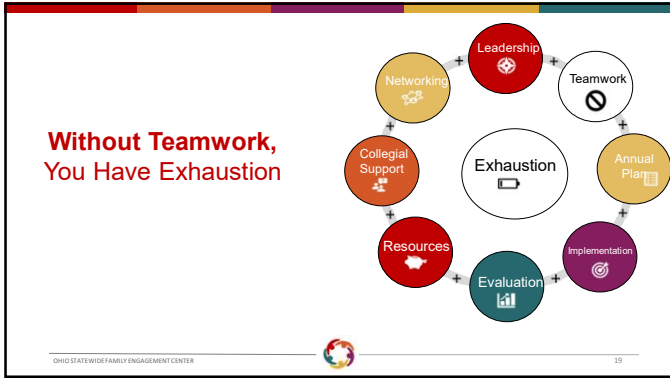 Without Teamwork,
You Have Exhaustion
Leadership
Teamwork
Annual
Plan
Implementation
Evaluation
Resources
Collegial
Support
Networking
Exhaustion
+
+
+
+
+
+
+
+
OHIO STATEWIDE FAMILY ENGAGEMENT CENTER
19